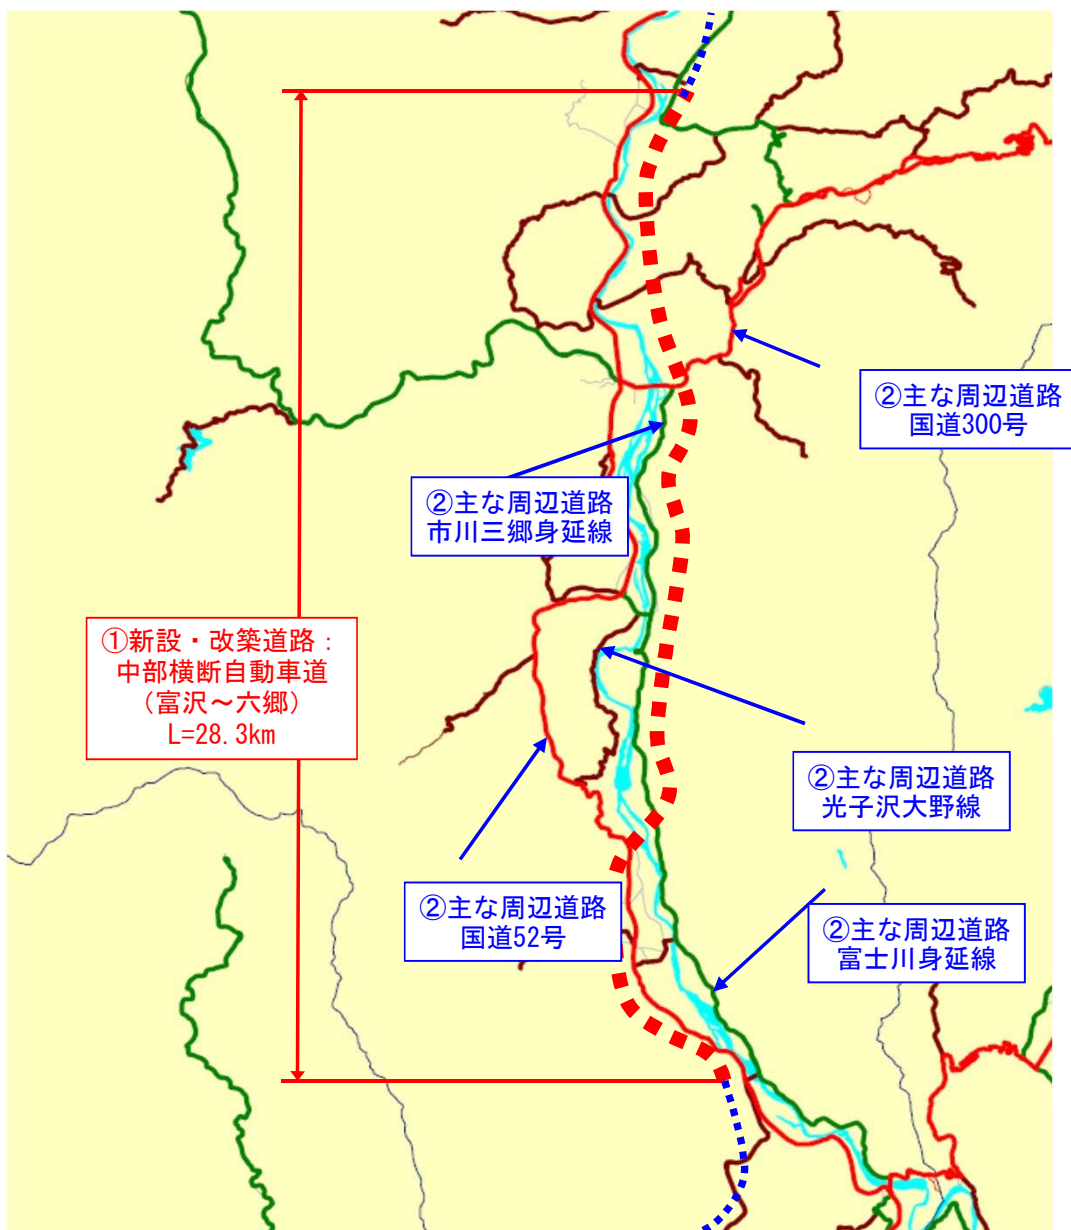 ②主な周辺道路
国道300号
②主な周辺道路
市川三郷身延線
①新設・改築道路：
中部横断自動車道
（富沢～六郷）
L=28.3km
②主な周辺道路
光子沢大野線
②主な周辺道路
国道52号
②主な周辺道路
富士川身延線